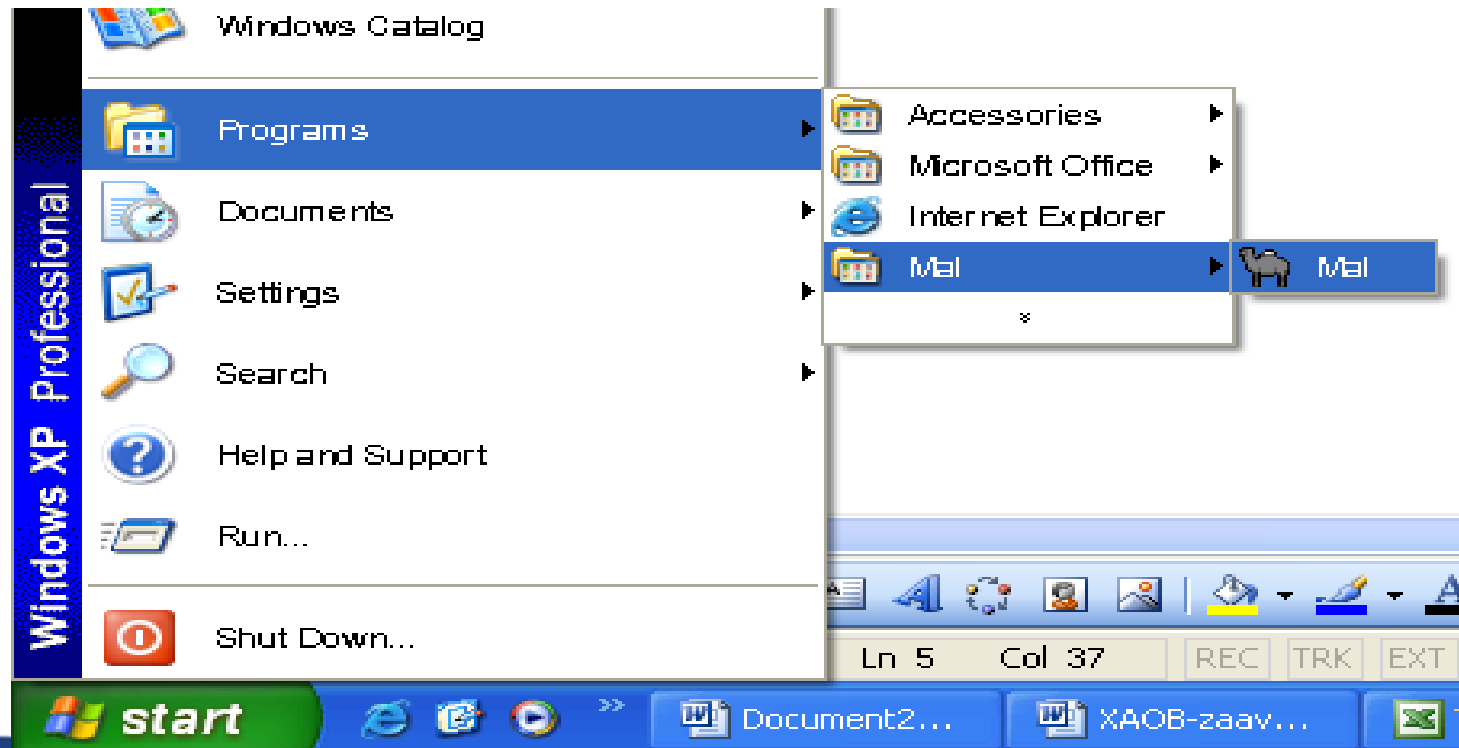 Windows Catalog
Programs
Documents
Settings
Search
Help and Support
Run...
Shut Down...
Windows XP Professional
Accessories
Microsoft Office
Internet Explorer
Mal
Mal
Ln 5 Col 37 REC TRK EXT
start
Document2...
XAOB-zaav...